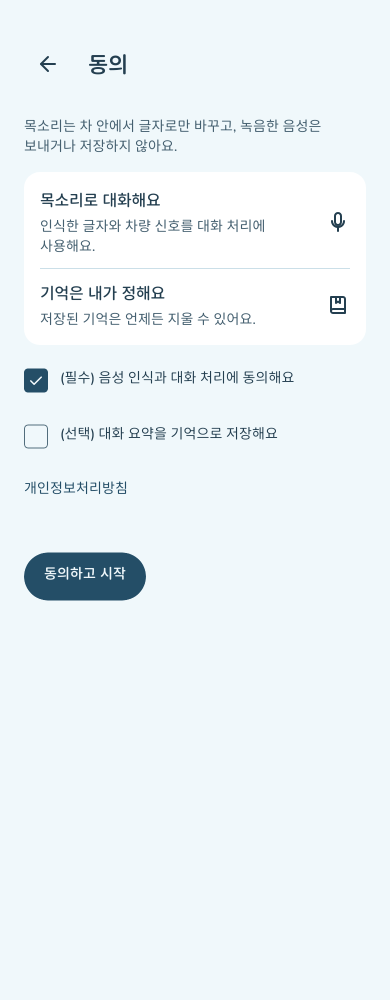 동의
목소리는 차 안에서 글자로만 바꾸고, 녹음한 음성은
보내거나 저장하지 않아요.
목소리로 대화해요
인식한 글자와 차량 신호를 대화 처리에
사용해요.
기억은 내가 정해요
저장된 기억은 언제든 지울 수 있어요.
(필수) 음성 인식과 대화 처리에 동의해요
(선택) 대화 요약을 기억으로 저장해요
개인정보처리방침
동의하고 시작